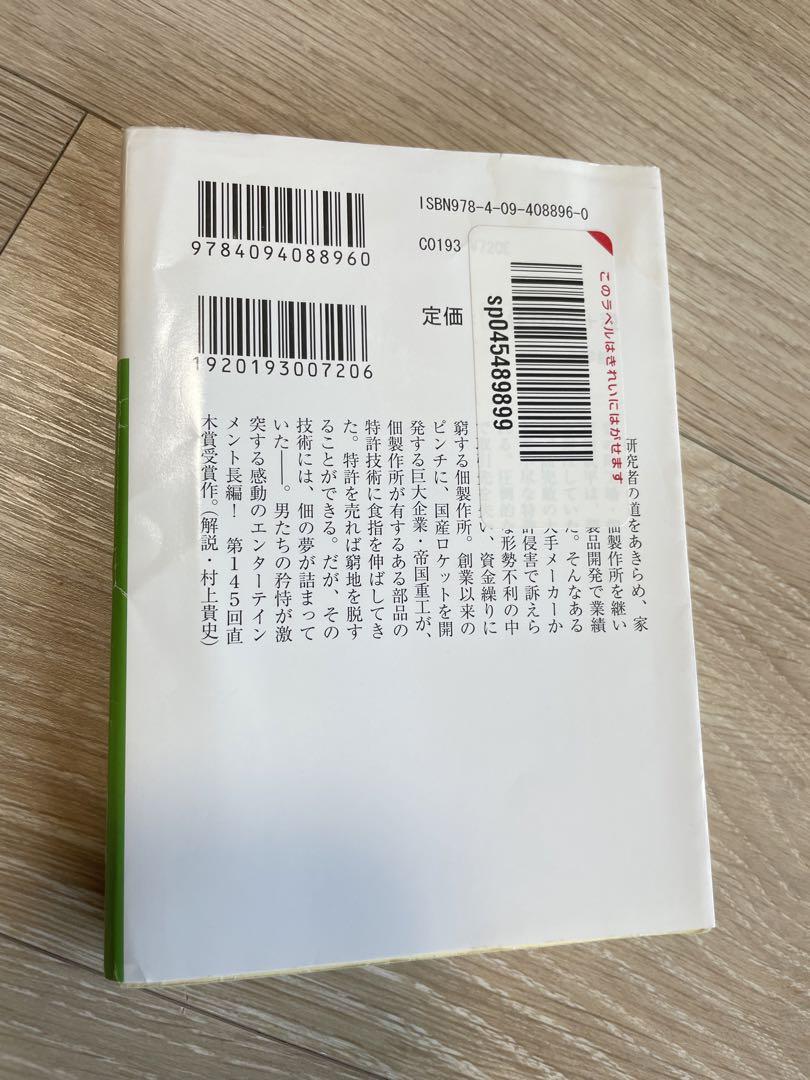 ISBN978-4-09-408896-0
9784094088960
C0193
定価
1920193007206
このラベルはきれいにはがせます
sp045489899
研究者の道をあきらめ、家
製作所を継い
製品開発で業績
た。そんなある
大手メーカーか
侵害で訴えら
な形勢不利の中
い、資金繰りに
窮する佃製作所。創業以来の
ピンチに、国産ロケットを開
発する巨大企業・帝国重工が、
佃製作所が有するある部品の
特許技術に食指を伸ばしてき
た。特許を売れば窮地を脱す
ることができる。だが、その
技術には、佃の夢が詰まって
いた――。男たちの矜恃が激
突する感動のエンターテイン
メント長編! 第145回直
木賞受賞作。(解説・村上貴史)